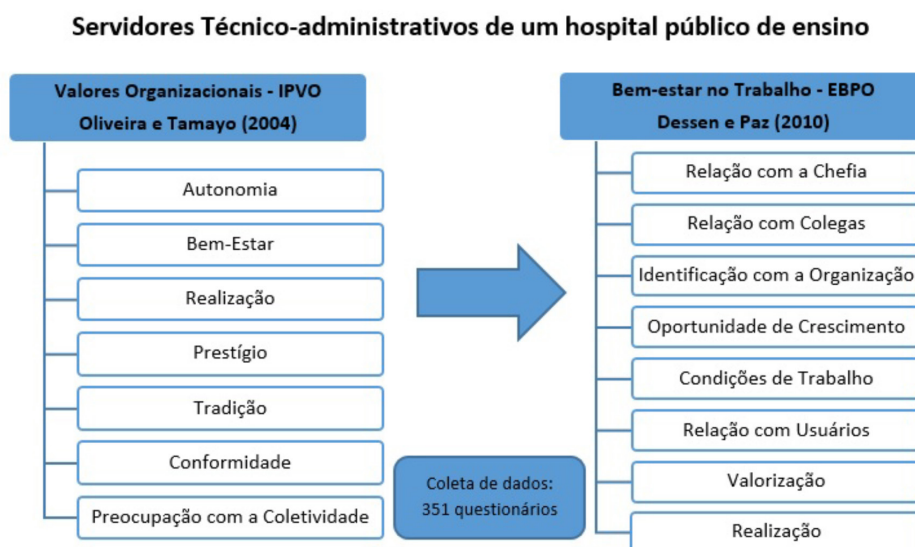 Servidores Técnico-administrativos de um hospital público de ensino
Valores Organizacionais - IPVO
Oliveira e Tamayo (2004)
Autonomia
Bem-Estar
Realização
Prestígio
Tradição
Conformidade
Preocupação com a Coletividade
Coleta de dados:
351 questionários
Bem-estar no Trabalho - EBPO
Dessen e Paz (2010)
Relação com a Chefia
Relação com Colegas
Identificação com a Organização
Oportunidade de Crescimento
Condições de Trabalho
Relação com Usuários
Valorização
Realização